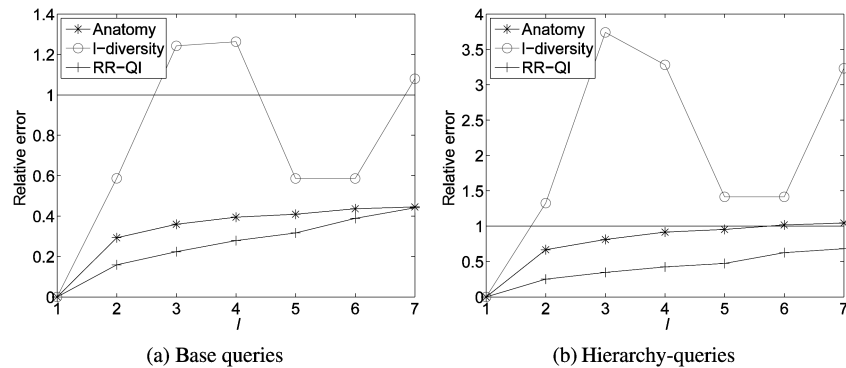 Anatomy
l-diversity
RR-QI
1.4
1.2
1
0.8
0.6
0.4
0.2
0
Relative error
1 2 3 4 5 6 7
l
(a) Base queries
Anatomy
l-diversity
RR-QI
4
3.5
3
2.5
2
1.5
1
0.5
0
Relative error
1 2 3 4 5 6 7
l
(b) Hierarchy-queries